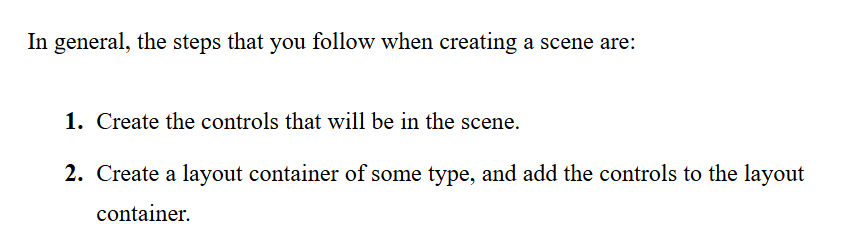 In general, the steps that you follow when creating a scene are:
1. Create the controls that will be in the scene.
2. Create a layout container of some type, and add the controls to the layout
container.